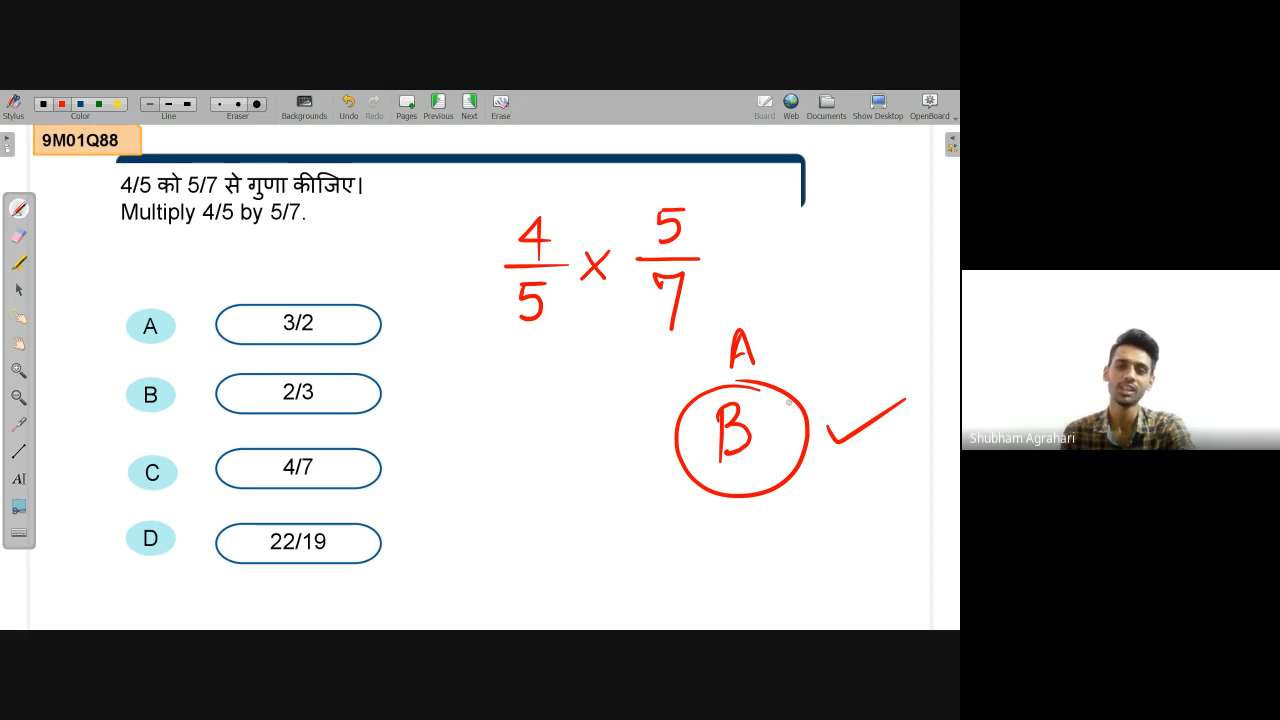 Stylus Color Line Eraser Backgrounds Undo Redo Pages Previous Next Erase Board Web Documents Show Desktop OpenBoard
9M01Q88
4/5 को 5/7 से गुणा कीजिए।
Multiply 4/5 by 5/7.
4/5 × 5/7
A 3/2
A
B 2/3
B
C 4/7
D 22/19
Shubham Agrahari
AI